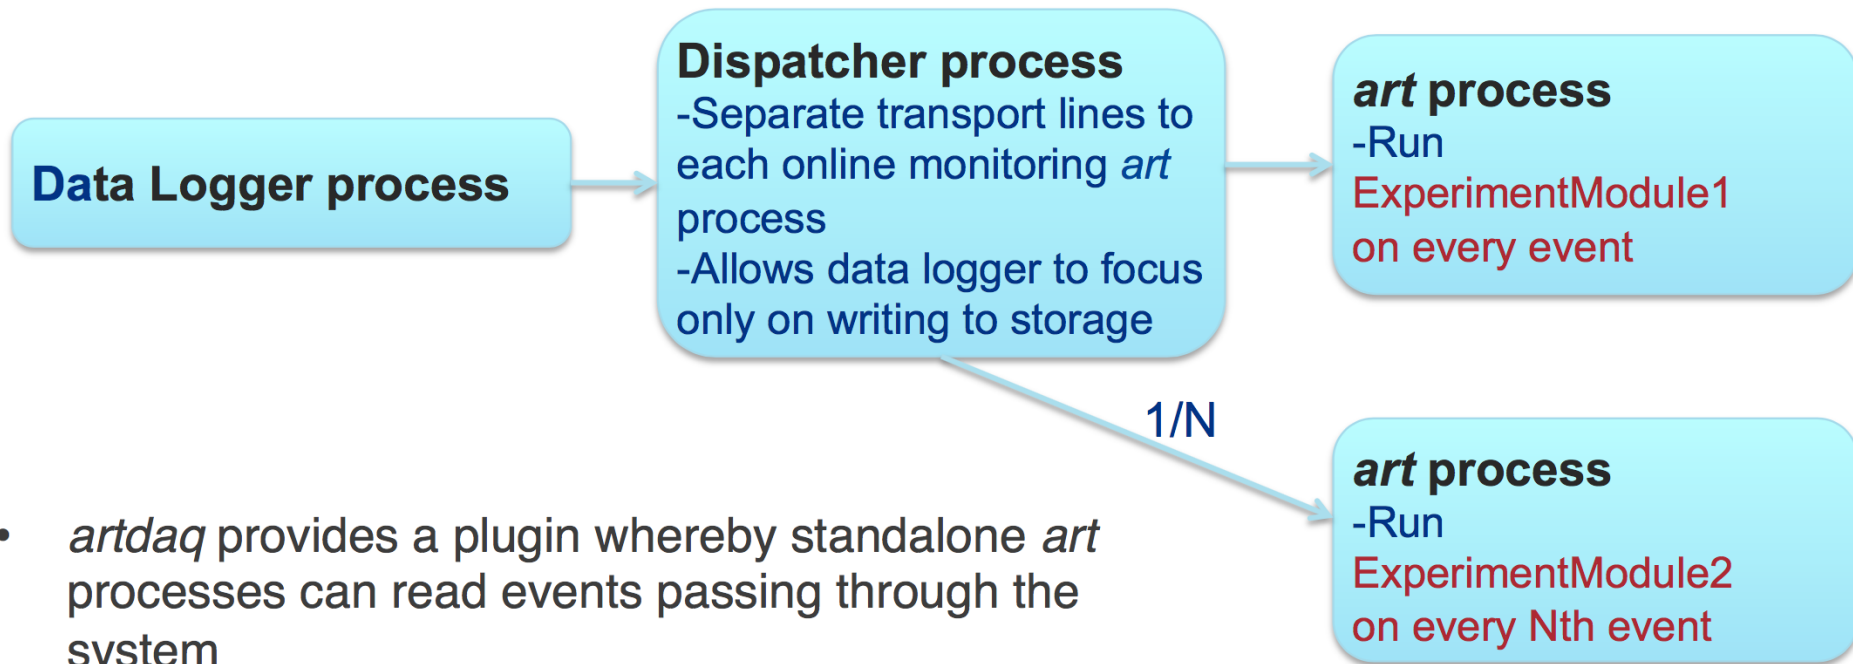 Data Logger process
Dispatcher process
-Separate transport lines to
each online monitoring art
process
-Allows data logger to focus
only on writing to storage
art process
-Run
ExperimentModule1
on every event
1/N
art process
-Run
ExperimentModule2
on every Nth event
• artdaq provides a plugin whereby standalone art
processes can read events passing through the
system